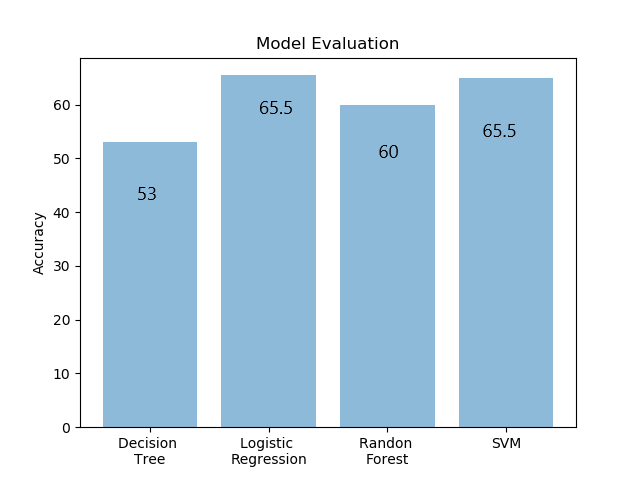 Model Evaluation
Accuracy
60
50
40
30
20
10
0
53
65.5
60
65.5
Decision
Tree
Logistic
Regression
Randon
Forest
SVM